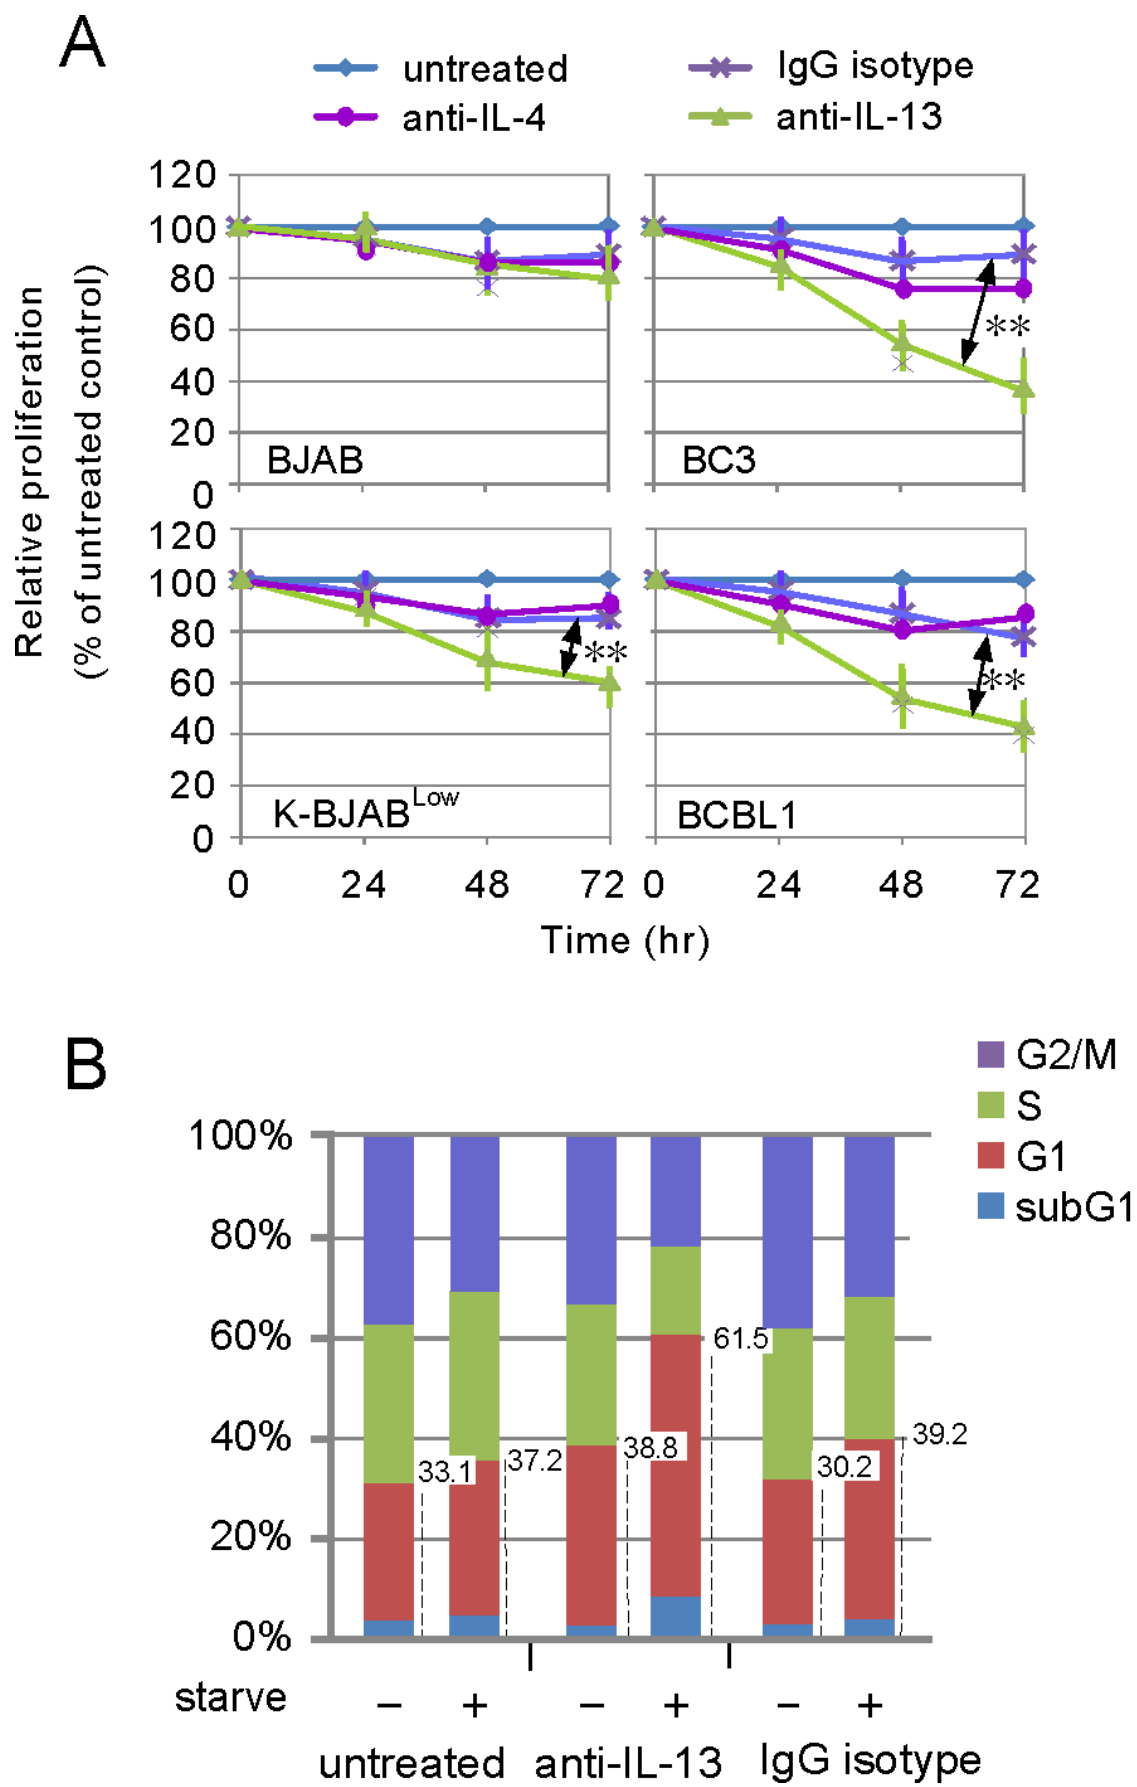 A
untreated
IgG isotype
anti-IL-4
anti-IL-13
Relative proliferation
(% of untreated control)
120
100
80
60
40
20
0
BJAB
**
BC3
120
100
80
60
40
20
0
**
K-BJAB^Low
**
BCBL1
0 24 48 72 0 24 48 72
Time (hr)
B
G2/M
S
G1
subG1
100%
80%
60%
40%
20%
0%
33.1
37.2
38.8
61.5
30.2
39.2
starve – + – + – +
untreated anti-IL-13 IgG isotype